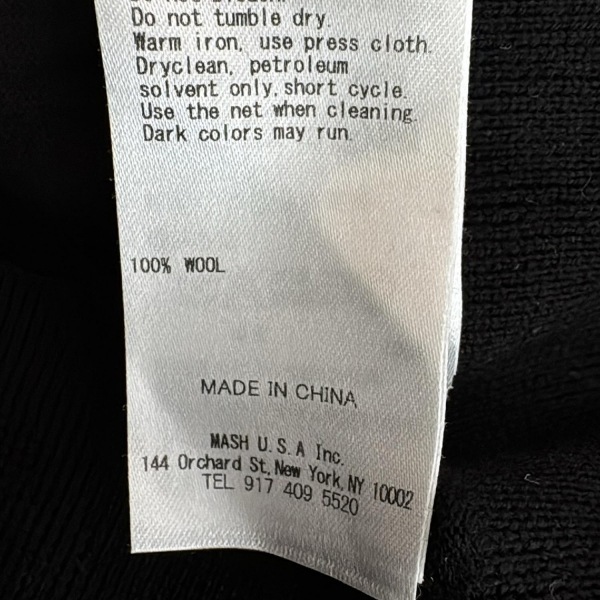 Do not tumble dry.
Warm iron, use press cloth.
Dryclean, petroleum
solvent only, short cycle.
Use the net when cleaning.
Dark colors may run.
100% WOOL
MADE IN CHINA
MASH U.S.A Inc.
144 Orchard St, New York, NY 10002
TEL 917 409 5520